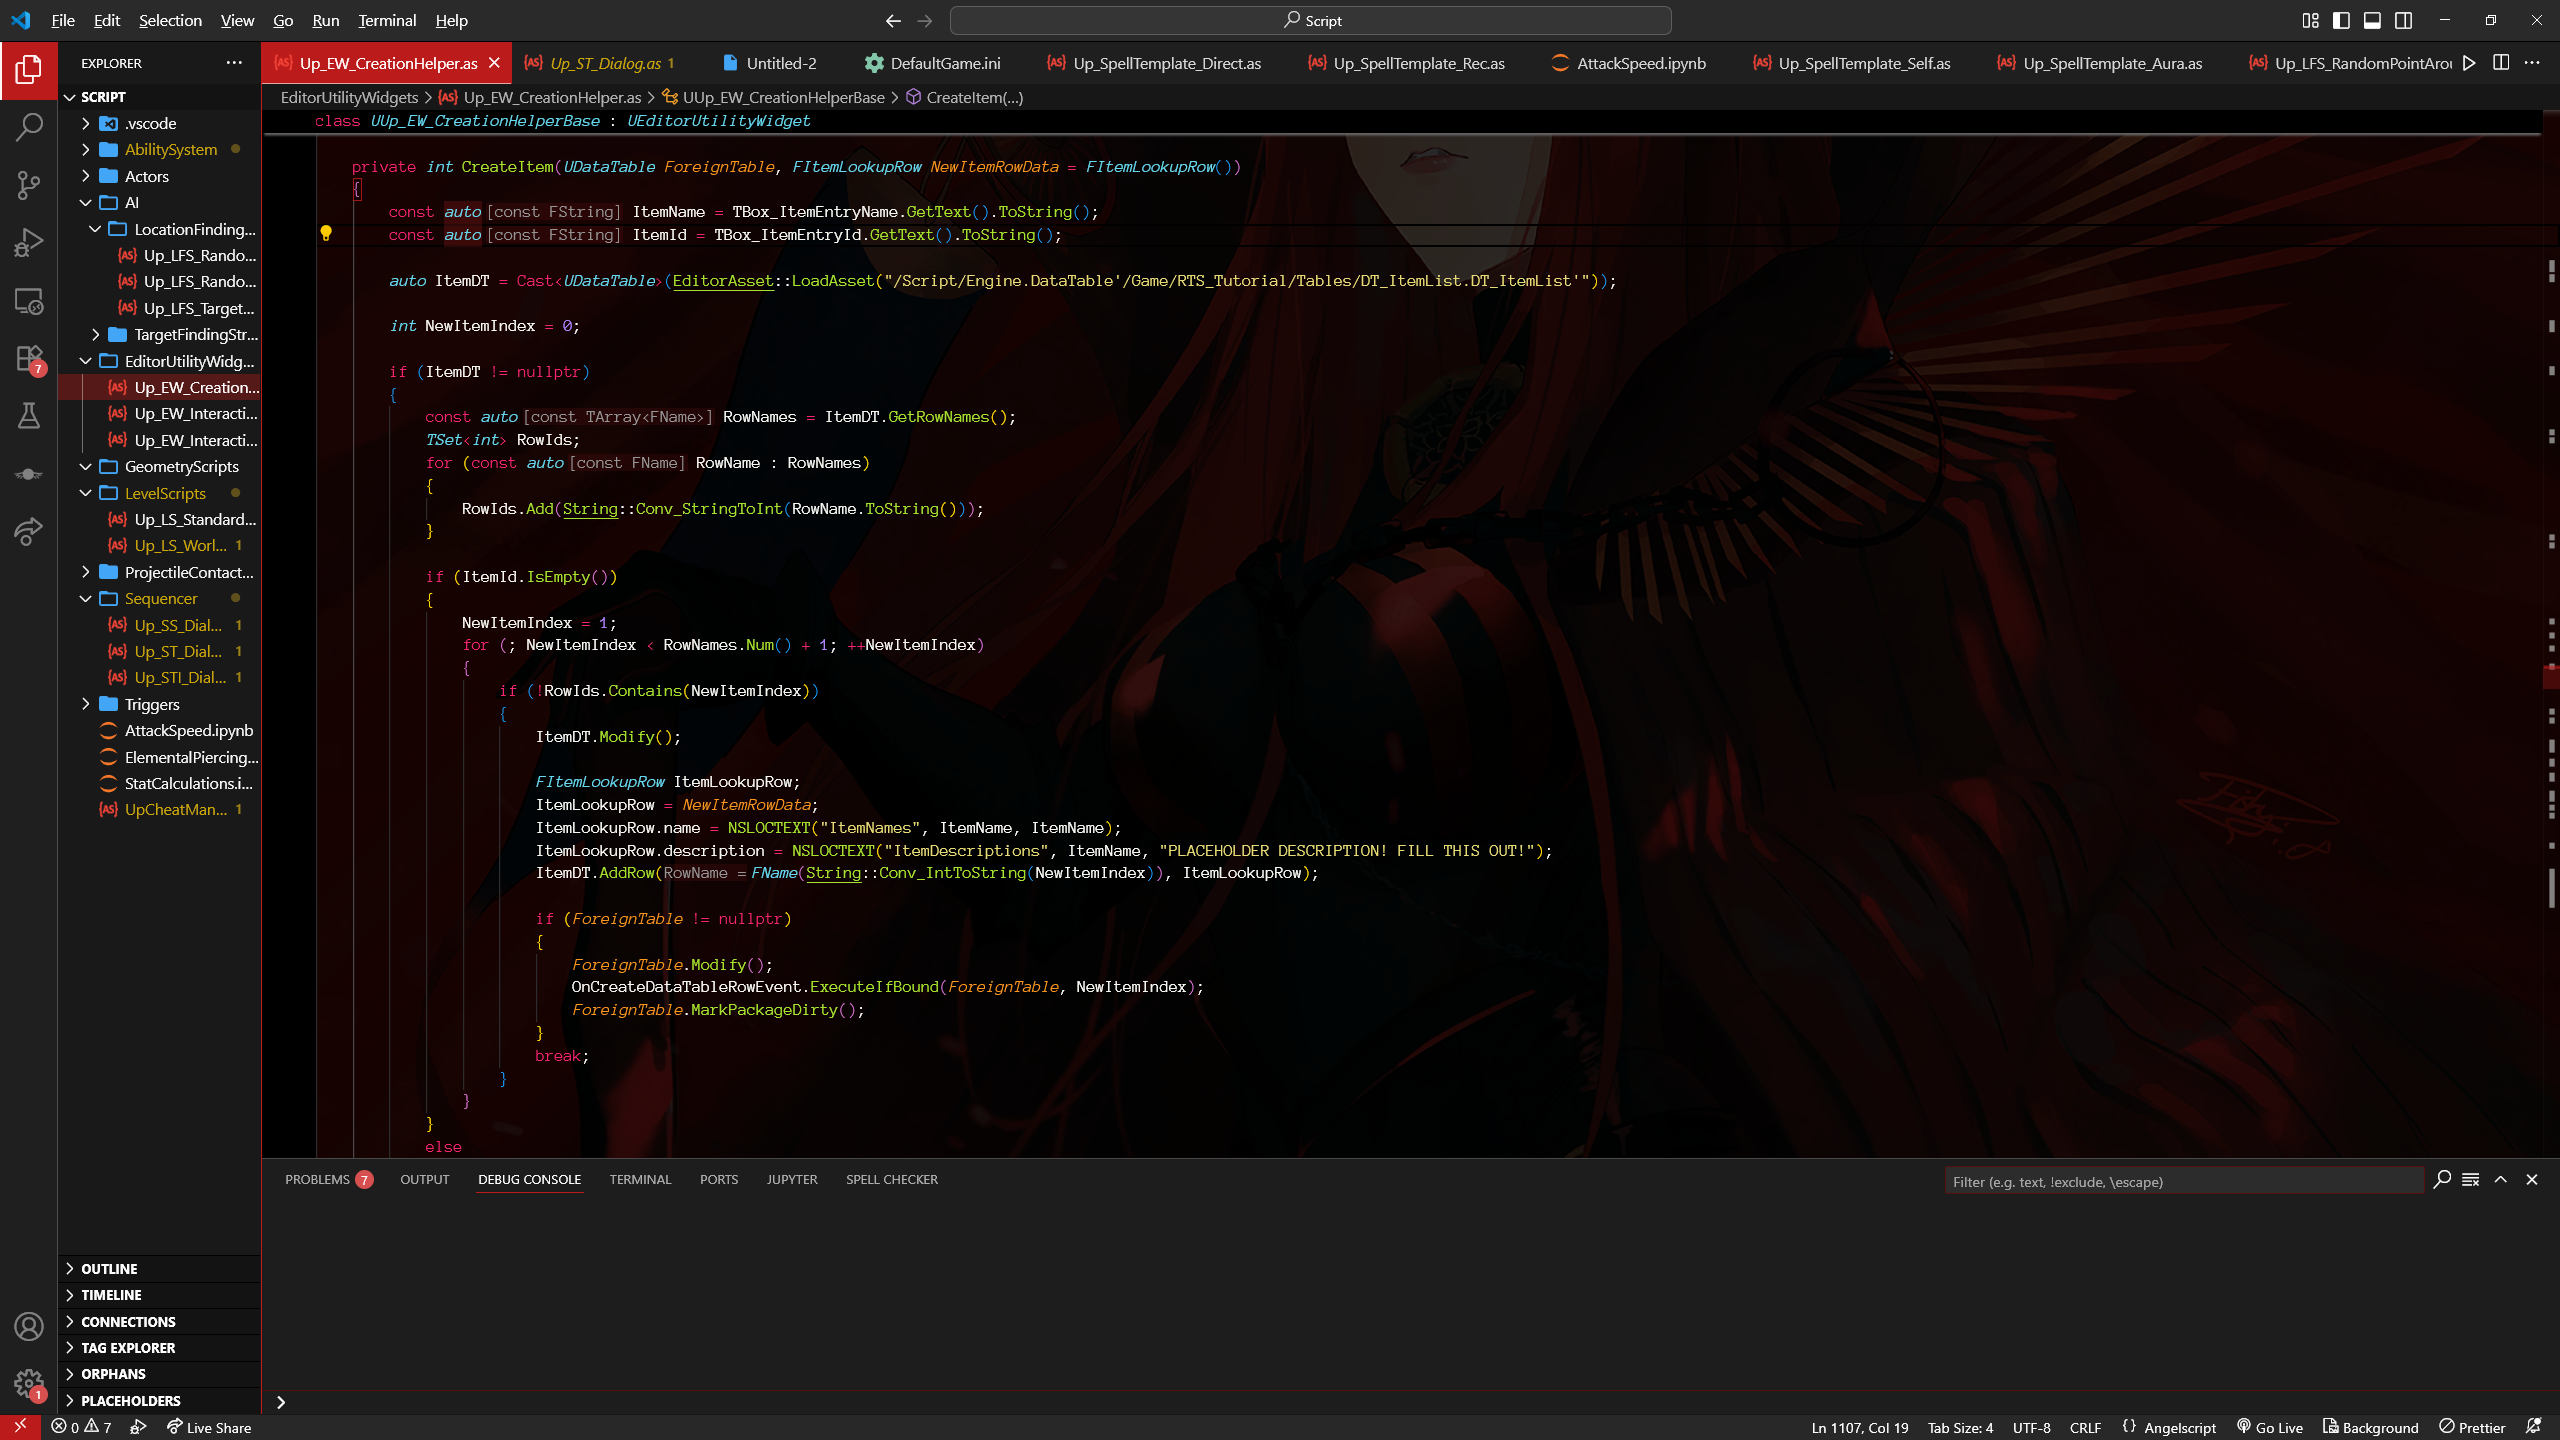 File Edit Selection View Go Run Terminal Help
Script
EXPLORER
Up_EW_CreationHelper.as
Up_ST_Dialog.as 1
Untitled-2
DefaultGame.ini
Up_SpellTemplate_Direct.as
Up_SpellTemplate_Rec.as
AttackSpeed.ipynb
Up_SpellTemplate_Self.as
Up_SpellTemplate_Aura.as
Up_LFS_RandomPointArou
EditorUtilityWidgets > Up_EW_CreationHelper.as > UUp_EW_CreationHelperBase > CreateItem(...)
SCRIPT
.vscode
AbilitySystem
Actors
AI
LocationFinding...
Up_LFS_Rando...
Up_LFS_Rando...
Up_LFS_Target...
TargetFindingStr...
EditorUtilityWidg...
Up_EW_Creation...
Up_EW_Interacti...
Up_EW_Interacti...
GeometryScripts
LevelScripts
Up_LS_Standard...
Up_LS_Worl... 1
ProjectileContact...
Sequencer
Up_SS_Dial... 1
Up_ST_Dial... 1
Up_STI_Dial... 1
Triggers
AttackSpeed.ipynb
ElementalPiercing...
StatCalculations.i...
UpCheatMan... 1
OUTLINE
TIMELINE
CONNECTIONS
TAG EXPLORER
ORPHANS
PLACEHOLDERS
class UUp_EW_CreationHelperBase : UEditorUtilityWidget
private int CreateItem(UDataTable ForeignTable, FItemLookupRow NewItemRowData = FItemLookupRow())
{
const auto [const FString] ItemName = TBox_ItemEntryName.GetText().ToString();
const auto [const FString] ItemId = TBox_ItemEntryId.GetText().ToString();
auto ItemDT = Cast<UDataTable>(EditorAsset::LoadAsset("/Script/Engine.DataTable'/Game/RTS_Tutorial/Tables/DT_ItemList.DT_ItemList'"));
int NewItemIndex = 0;
if (ItemDT != nullptr)
{
const auto [const TArray<FName>] RowNames = ItemDT.GetRowNames();
TSet<int> RowIds;
for (const auto [const FName] RowName : RowNames)
{
RowIds.Add(String::Conv_StringToInt(RowName.ToString()));
}
if (ItemId.IsEmpty())
{
NewItemIndex = 1;
for (; NewItemIndex < RowNames.Num() + 1; ++NewItemIndex)
{
if (!RowIds.Contains(NewItemIndex))
{
ItemDT.Modify();
FItemLookupRow ItemLookupRow;
ItemLookupRow = NewItemRowData;
ItemLookupRow.name = NSLOCTEXT("ItemNames", ItemName, ItemName);
ItemLookupRow.description = NSLOCTEXT("ItemDescriptions", ItemName, "PLACEHOLDER DESCRIPTION! FILL THIS OUT!");
ItemDT.AddRow(RowName = FName(String::Conv_IntToString(NewItemIndex)), ItemLookupRow);
if (ForeignTable != nullptr)
{
ForeignTable.Modify();
OnCreateDataTableRowEvent.ExecuteIfBound(ForeignTable, NewItemIndex);
ForeignTable.MarkPackageDirty();
}
break;
}
}
}
else
PROBLEMS 7 OUTPUT DEBUG CONSOLE TERMINAL PORTS JUPYTER SPELL CHECKER
Filter (e.g. text, !exclude, \escape)
7
1
0 7 Live Share
Ln 1107, Col 19 Tab Size: 4 UTF-8 CRLF {} Angelscript Go Live Background Prettier